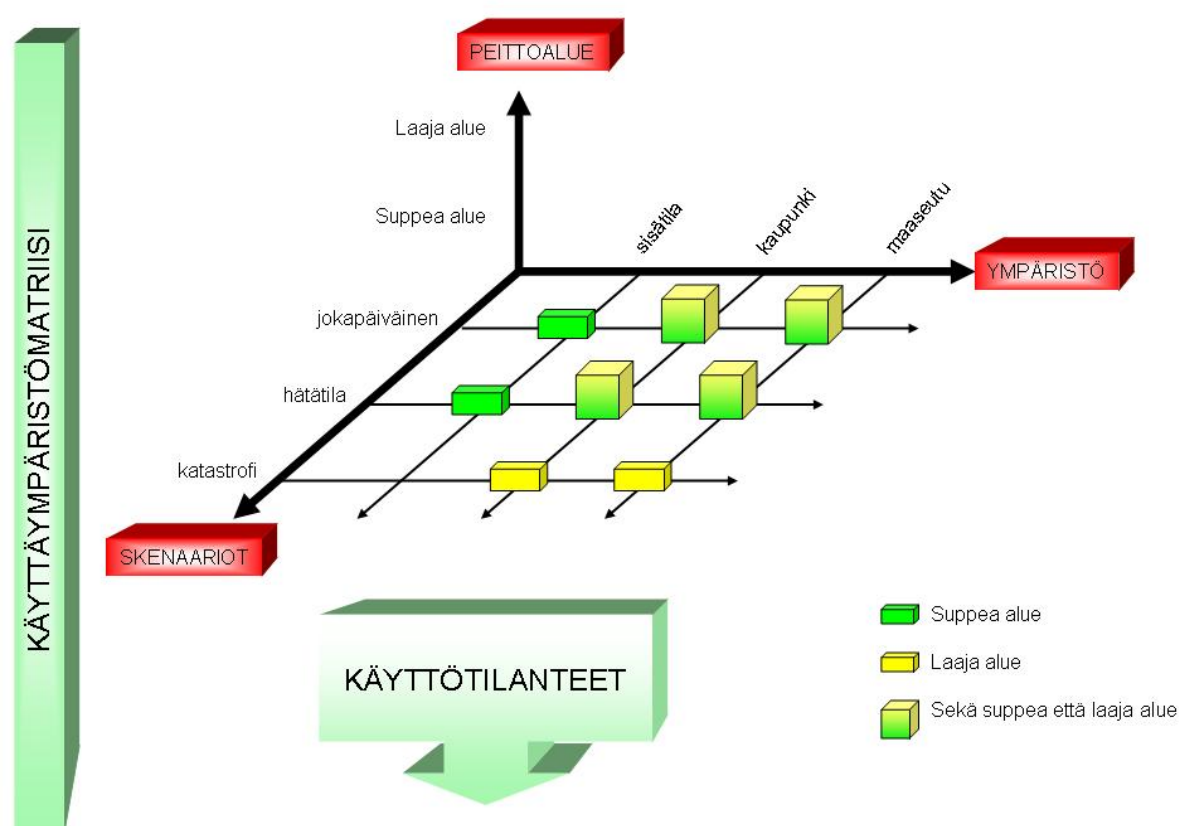 PEITTOALUE
Laaja alue
Suppea alue
sisätila
kaupunki
maaseutu
YMPÄRISTÖ
jokapäiväinen
hätätila
katastrofi
SKENAARIOT
KÄYTTÄYMPÄRISTÖMATRIISI
KÄYTTÖTILANTEET
Suppea alue
Laaja alue
Sekä suppea että laaja alue